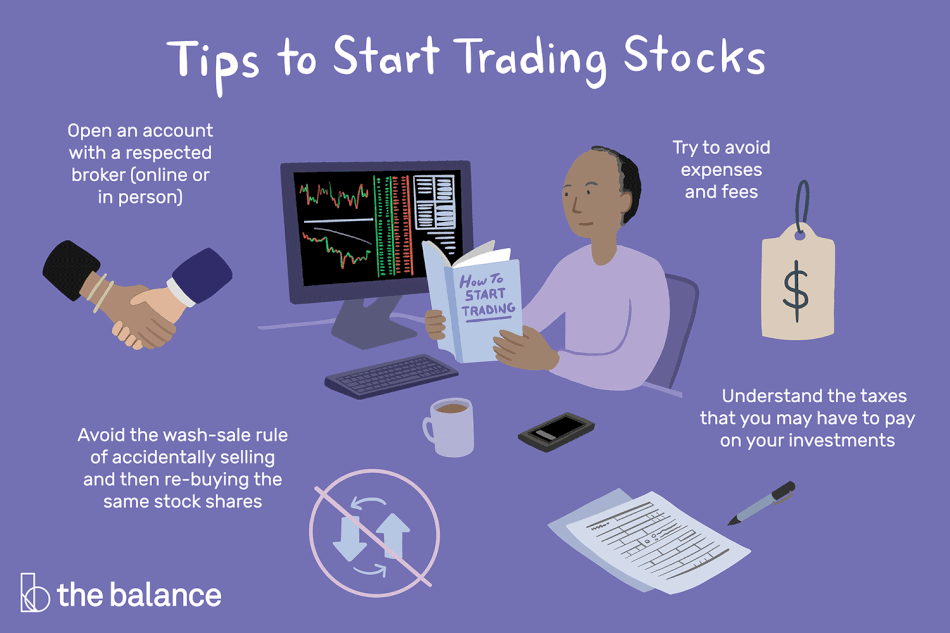 Tips to Start Trading Stocks
Open an account
with a respected
broker (online or
in person)
Try to avoid
expenses
and fees
How To
START
TRADING
$
Understand the taxes
that you may have to pay
on your investments
Avoid the wash-sale rule
of accidentally selling
and then re-buying the
same stock shares
the balance